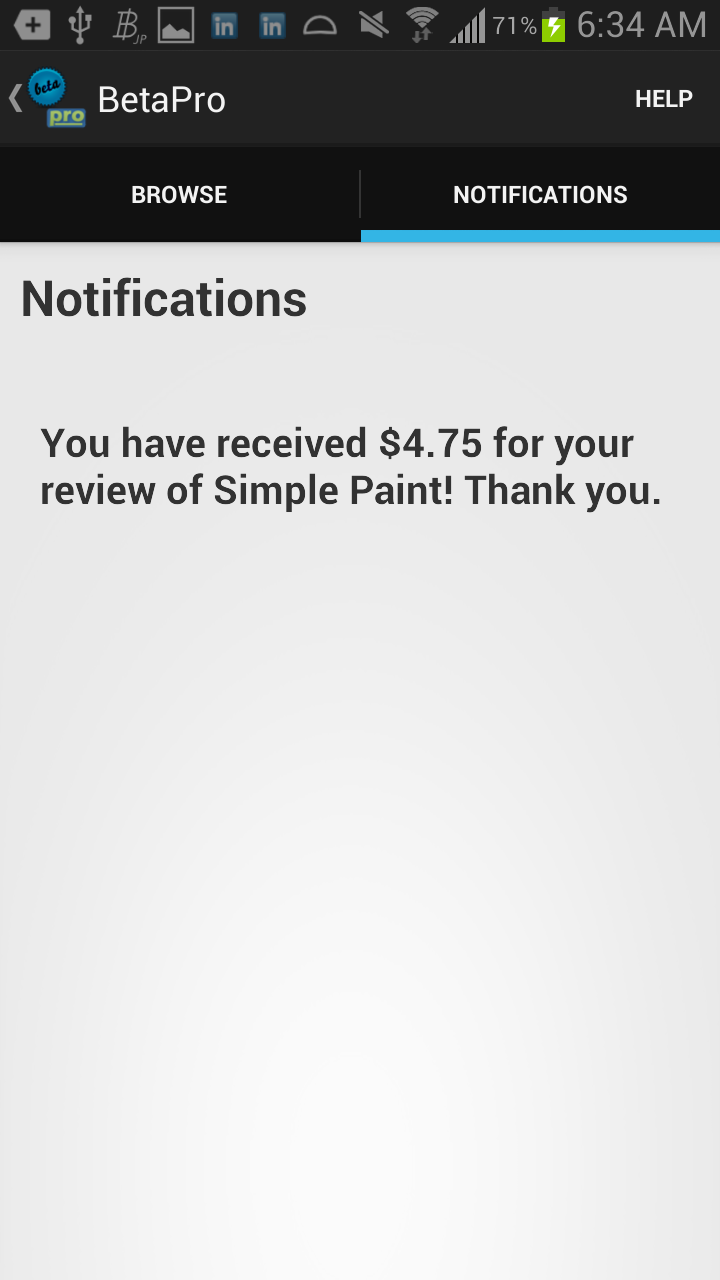 71% 6:34 AM
beta
pro
BetaPro
HELP
BROWSE
NOTIFICATIONS
Notifications
You have received $4.75 for your
review of Simple Paint! Thank you.